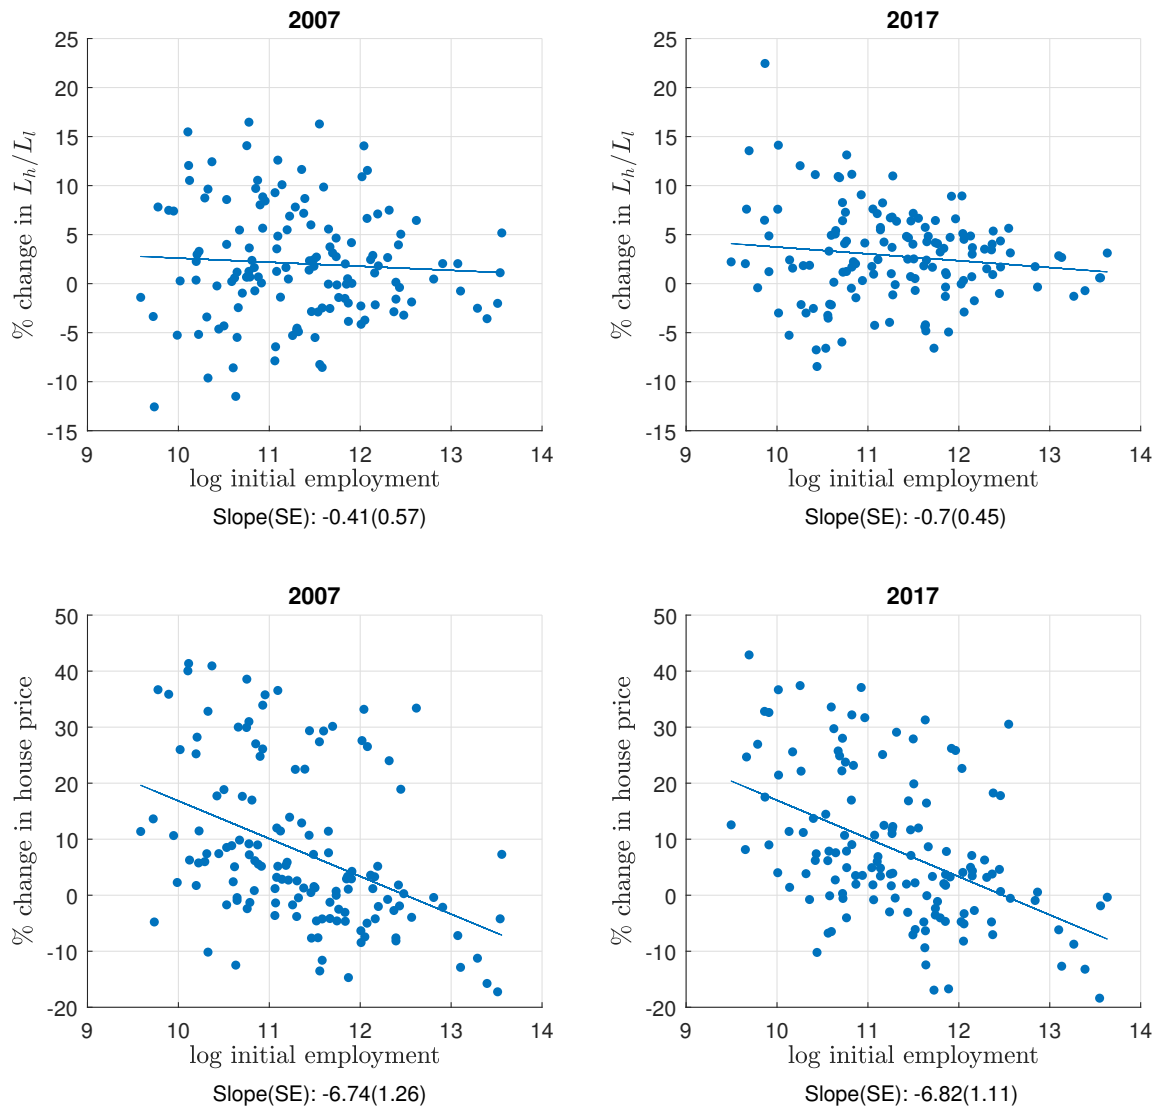 2007
25
20
15
10
5
0
-5
-10
-15
% change in L_h/L_l
9 10 11 12 13 14
log initial employment
Slope(SE): -0.41(0.57)
2017
25
20
15
10
5
0
-5
-10
-15
% change in L_h/L_l
9 10 11 12 13 14
log initial employment
Slope(SE): -0.7(0.45)
2007
50
40
30
20
10
0
-10
-20
% change in house price
9 10 11 12 13 14
log initial employment
Slope(SE): -6.74(1.26)
2017
50
40
30
20
10
0
-10
-20
% change in house price
9 10 11 12 13 14
log initial employment
Slope(SE): -6.82(1.11)